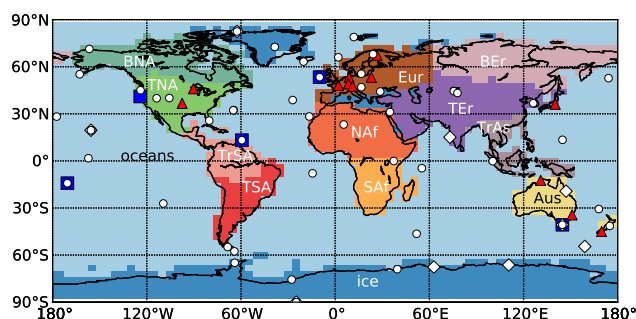 90°N
BNA
BEr
60°N
TNA
Eur
30°N
TEr
NAf
TrAs
oceans
TrSA
0°
TSA
SAf
Aus
30°S
60°S
ice
90°S
180° 120°W 60°W 0° 60°E 120°E 180°